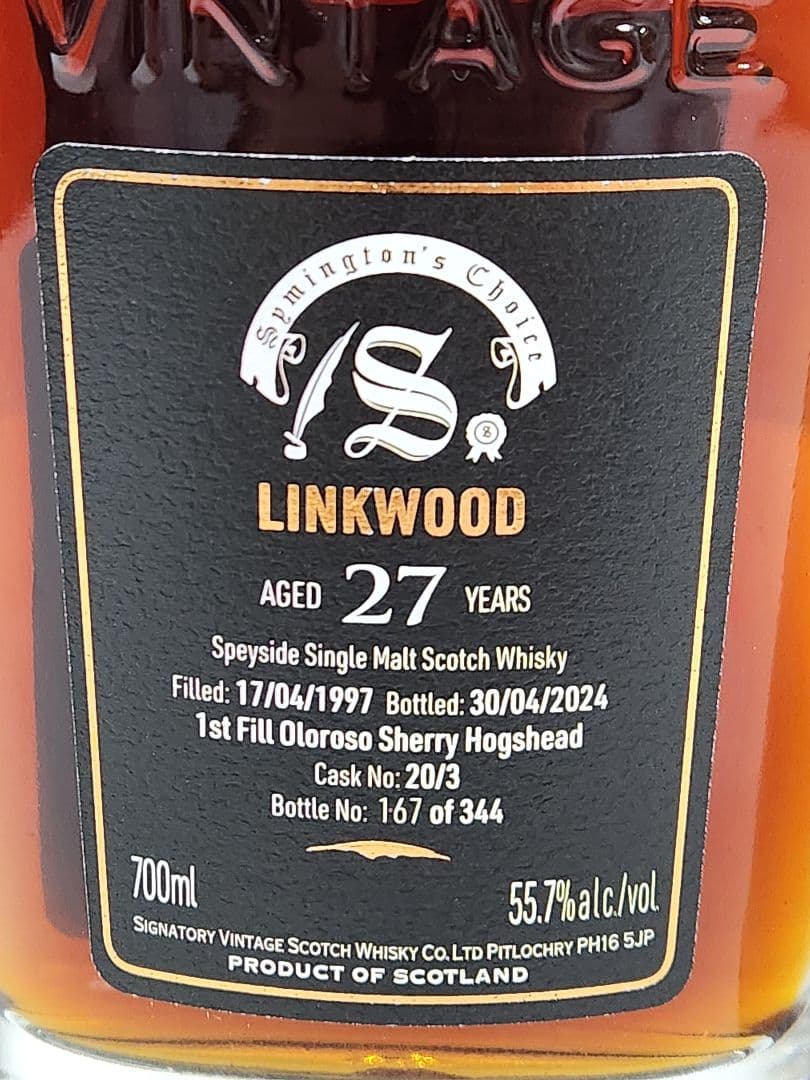 VINTAGE
Symington's Choice
S
8
LINKWOOD
AGED 27 YEARS
Speyside Single Malt Scotch Whisky
Filled: 17/04/1997 Bottled: 30/04/2024
1st Fill Oloroso Sherry Hogshead
Cask No: 20/3
Bottle No: 167 of 344
700ml 55.7%alc./vol.
SIGNATORY VINTAGE SCOTCH WHISKY CO. LTD PITLOCHRY PH16 5JP
PRODUCT OF SCOTLAND